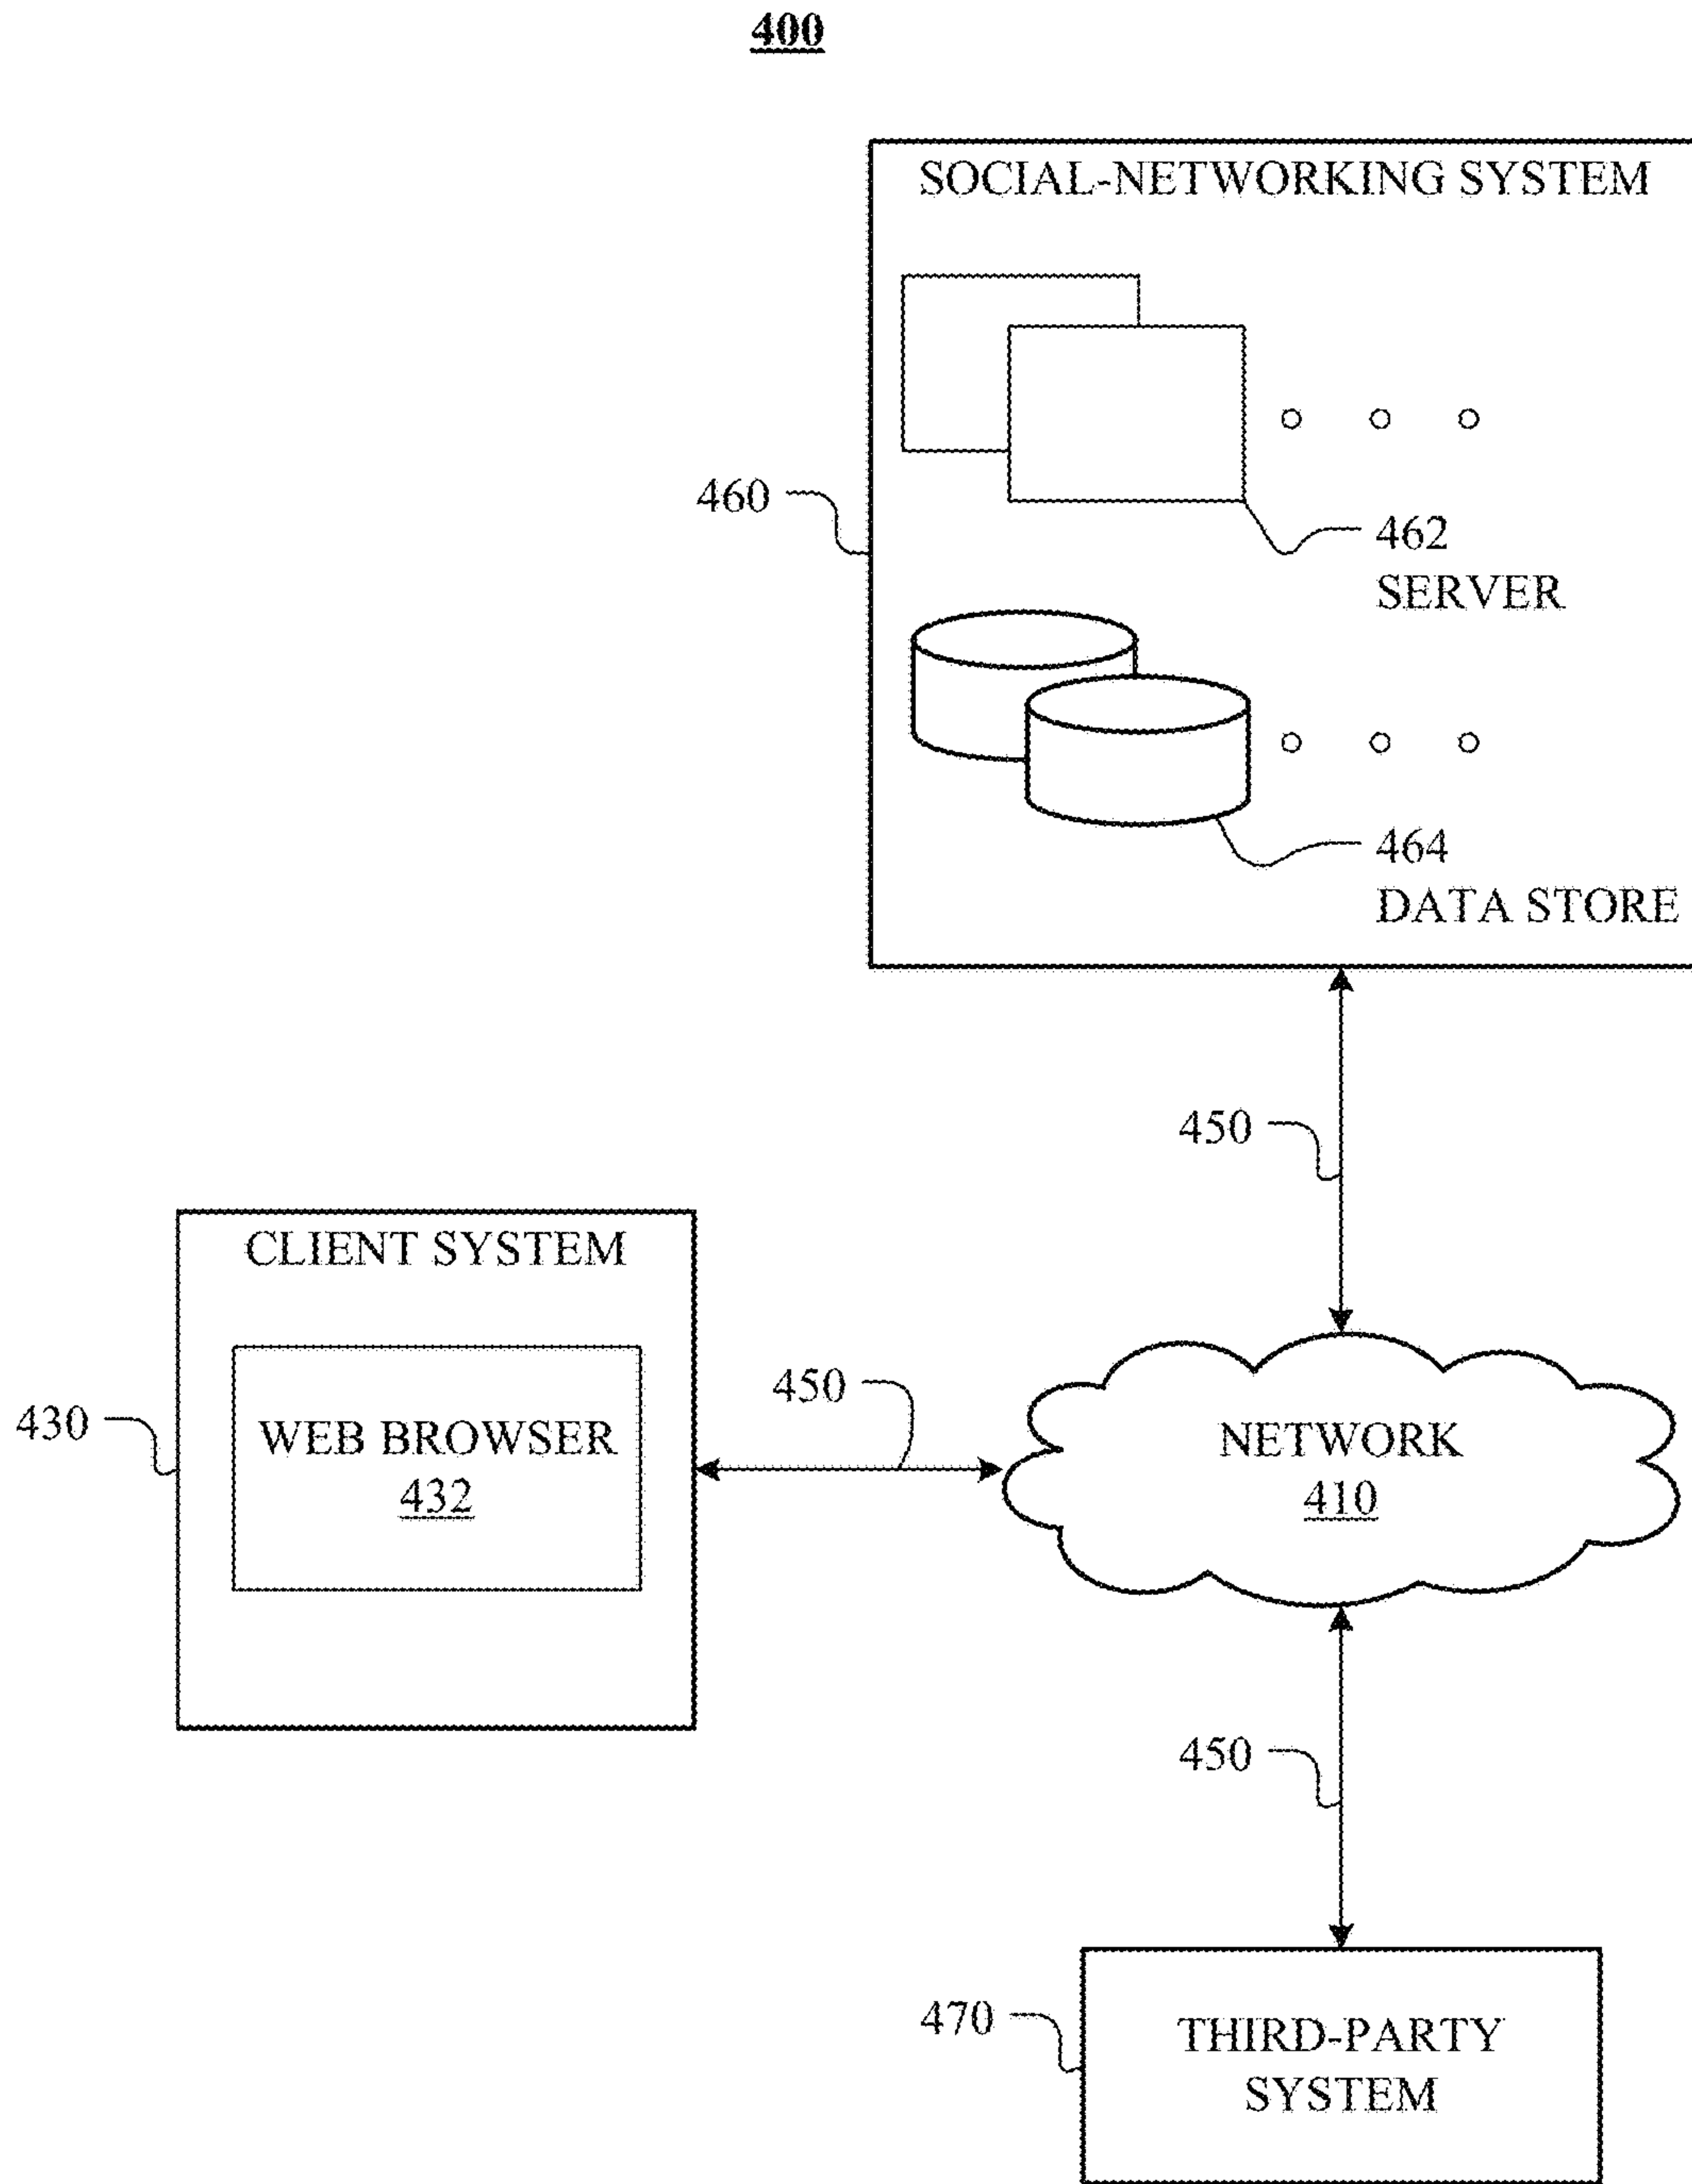 400
SOCIAL-NETWORKING SYSTEM
460
462
SERVER
464
DATA STORE
450
CLIENT SYSTEM
430
WEB BROWSER
432
450
NETWORK
410
450
470
THIRD-PARTY
SYSTEM